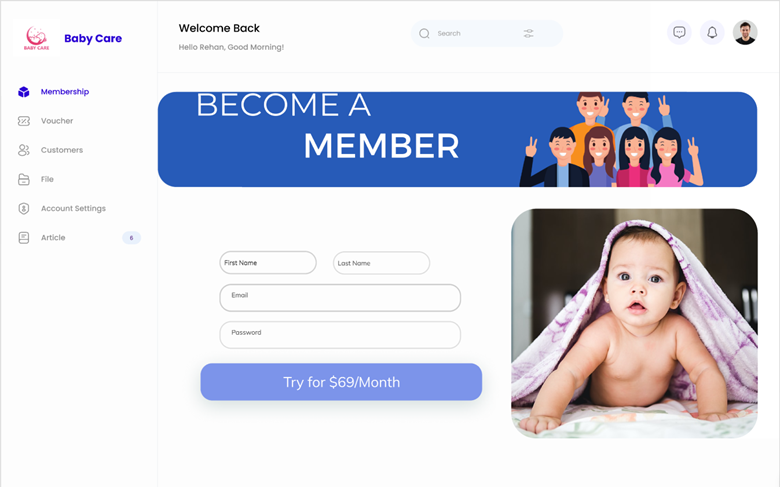 BABY CARE
Baby Care
Welcome Back
Hello Rehan, Good Morning!
Search
Membership
Voucher
Customers
File
Account Settings
Article
6
BECOME A
MEMBER
First Name
Last Name
Email
Password
Try for $69/Month